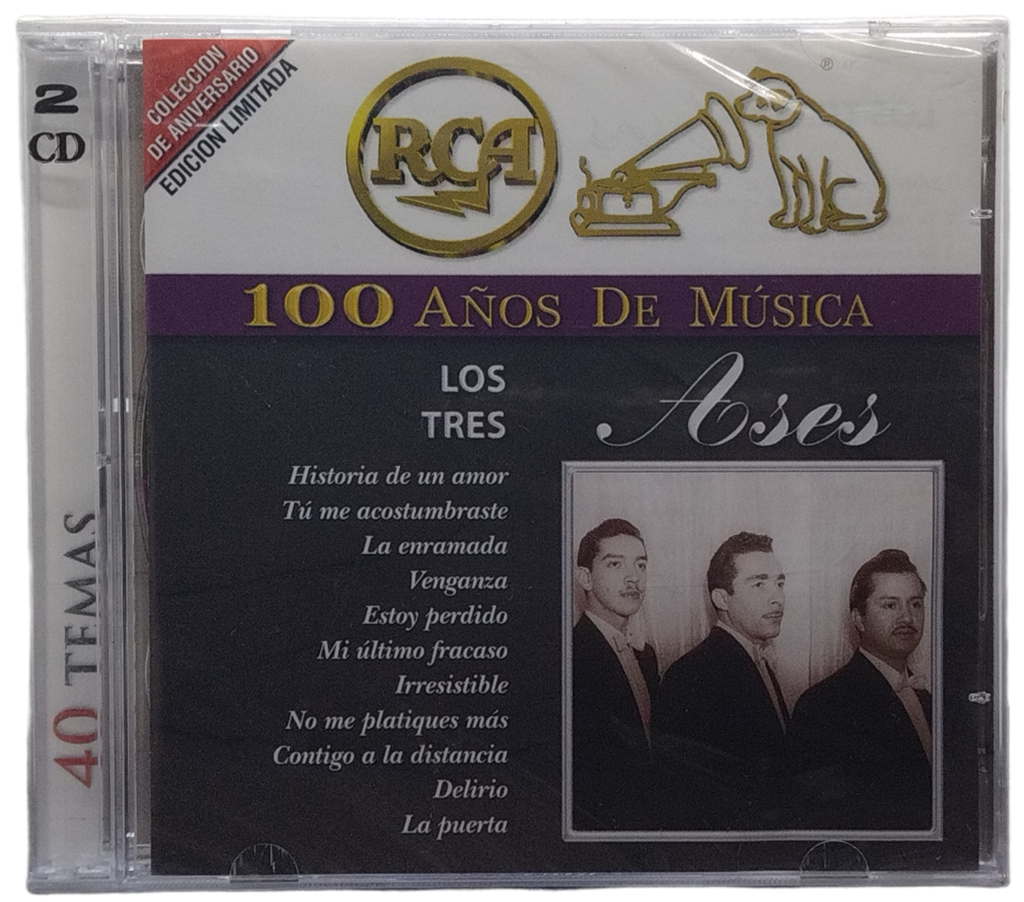 2
CD
40 TEMAS
COLECCION
DE ANIVERSARIO
EDICION LIMITADA
RCA
®
100 AÑOS DE MÚSICA
LOS
TRES
Ases
Historia de un amor
Tú me acostumbraste
La enramada
Venganza
Estoy perdido
Mi último fracaso
Irresistible
No me platiques más
Contigo a la distancia
Delirio
La puerta